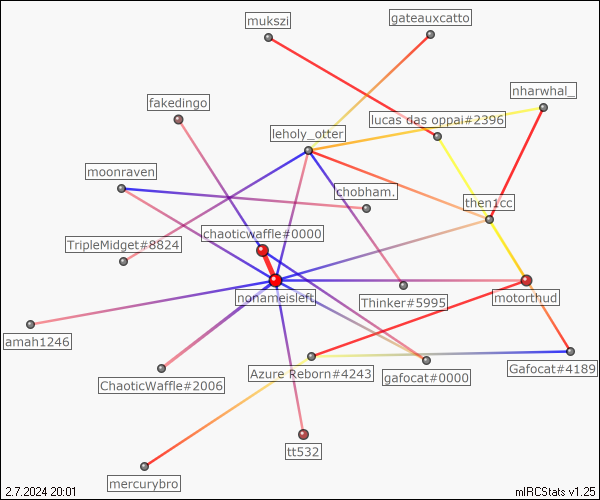 mukszi
gateauxcatto
nharwhal_
fakedingo
lucas das oppai#2396
leholy_otter
moonraven
chobham.
then1cc
chaoticwaffle#0000
TripleMidget#8824
nonameisleft
Thinker#5995
motorthud
amah1246
Gafocat#4189
Azure Reborn#4243
gafocat#0000
ChaoticWaffle#2006
tt532
mercurybro
2.7.2024 20:01
mIRCStats v1.25